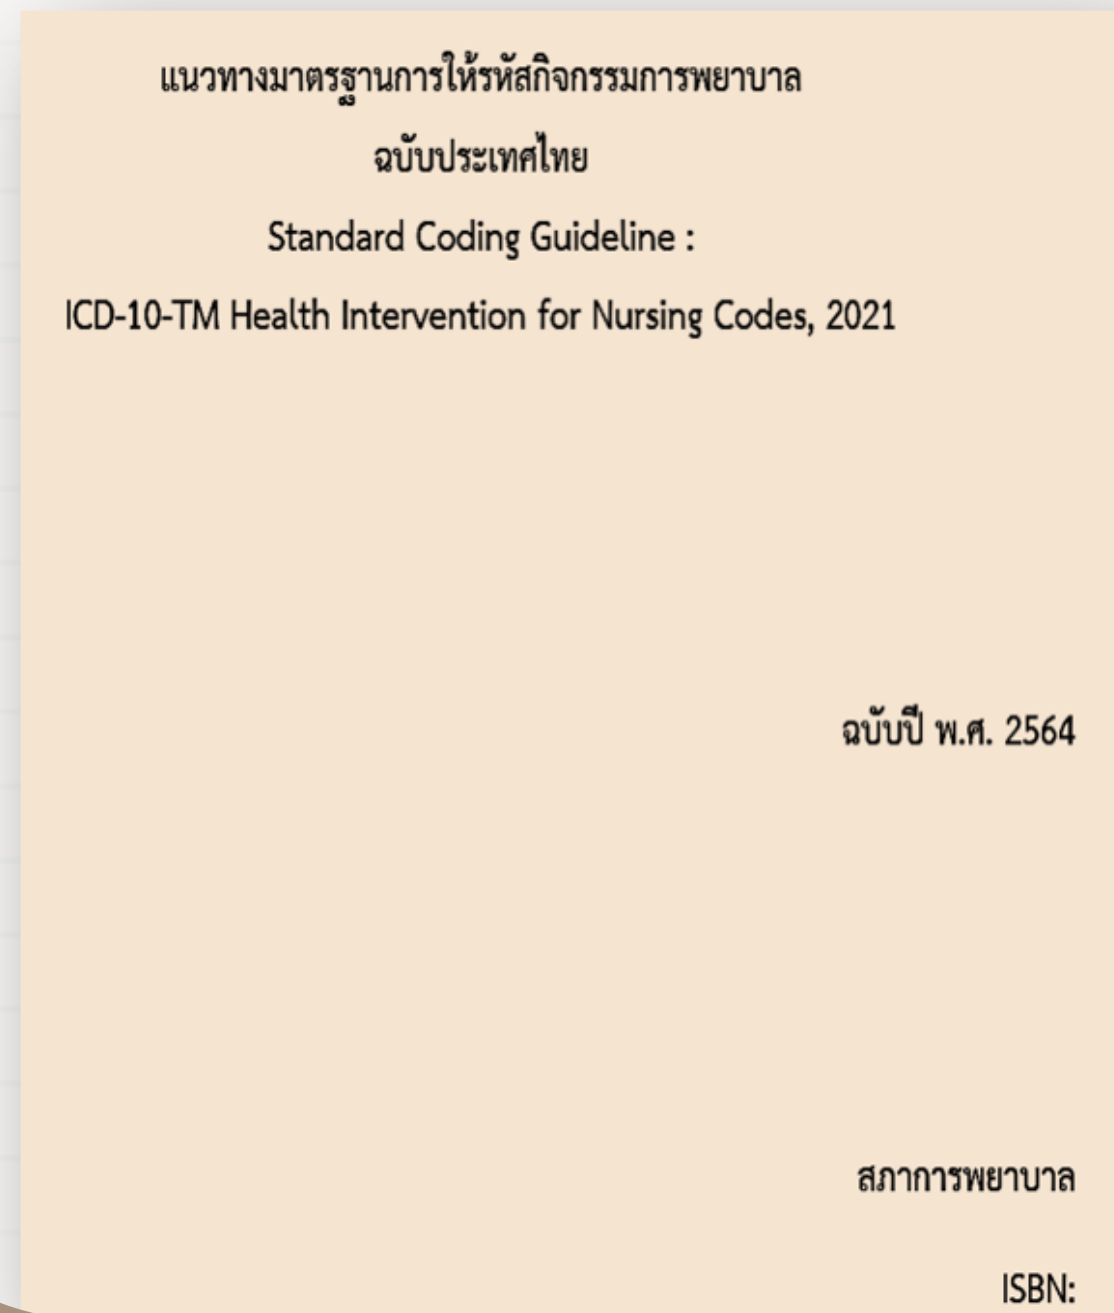 แนวทางมาตรฐานการให้รหัสกิจกรรมการพยาบาล
ฉบับประเทศไทย
Standard Coding Guideline :
ICD-10-TM Health Intervention for Nursing Codes, 2021
ฉบับปี พ.ศ. 2564
สภาการพยาบาล
ISBN: